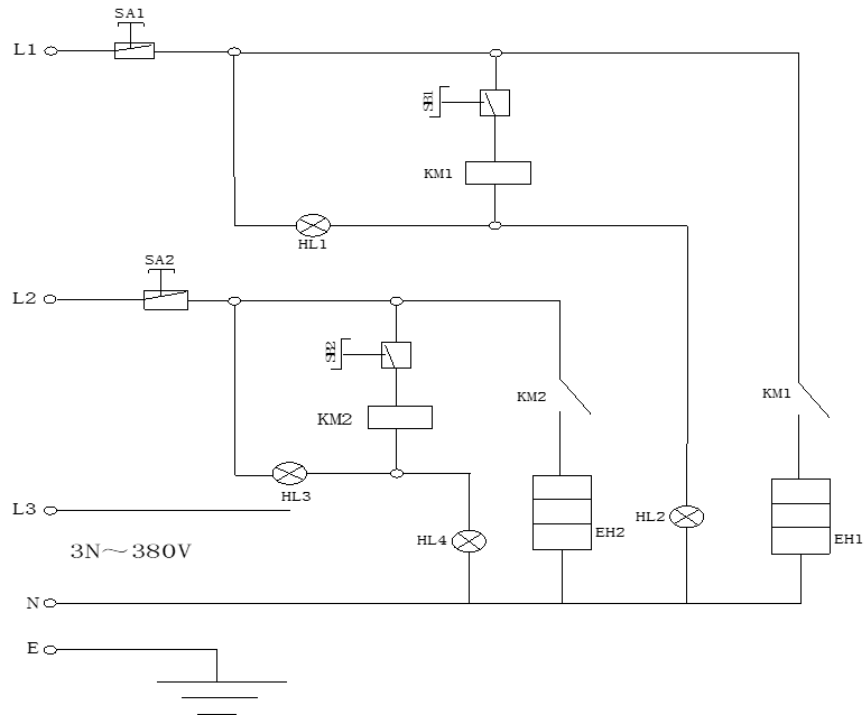 SA1
L1
SB1
KM1
HL1
SA2
L2
SB2
KM2
KM2
KM1
HL3
L3
HL4
EH2
HL2
EH1
3N～380V
N
E